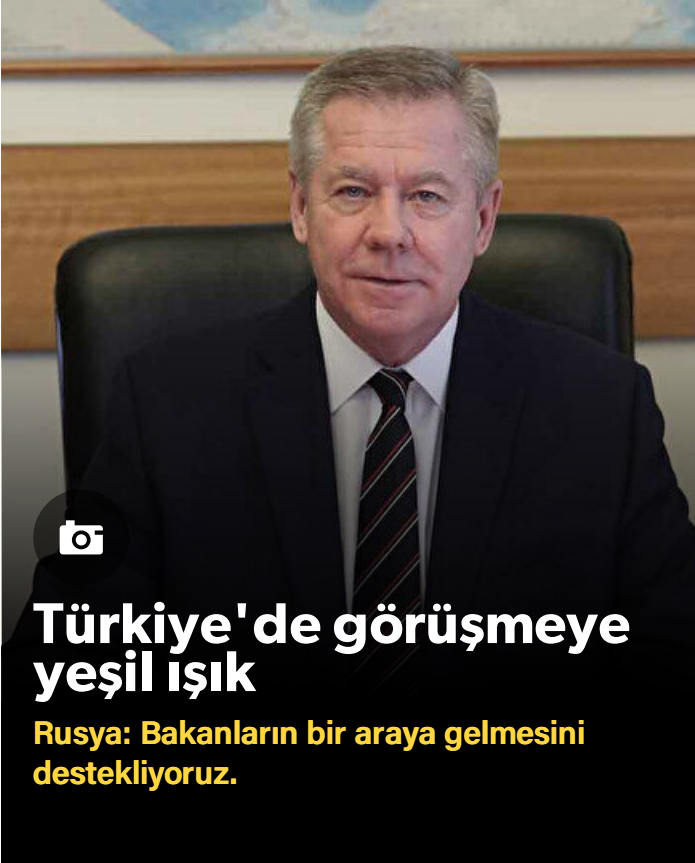 Türkiye'de görüşmeye
yeşil ışık
Rusya: Bakanların bir araya gelmesini
destekliyoruz.